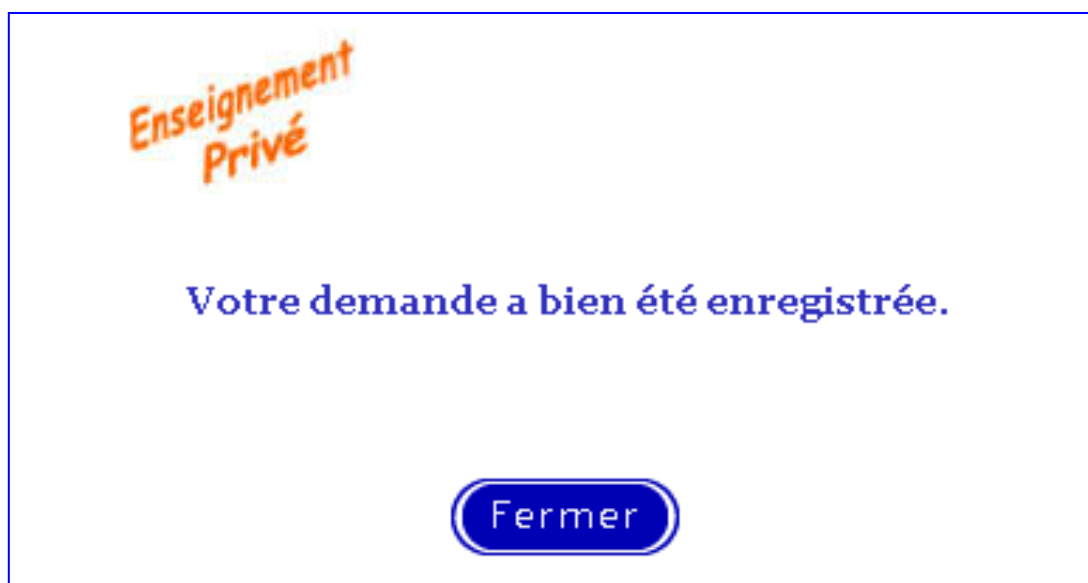 Enseignement
Privé
Votre demande a bien été enregistrée.
Fermer